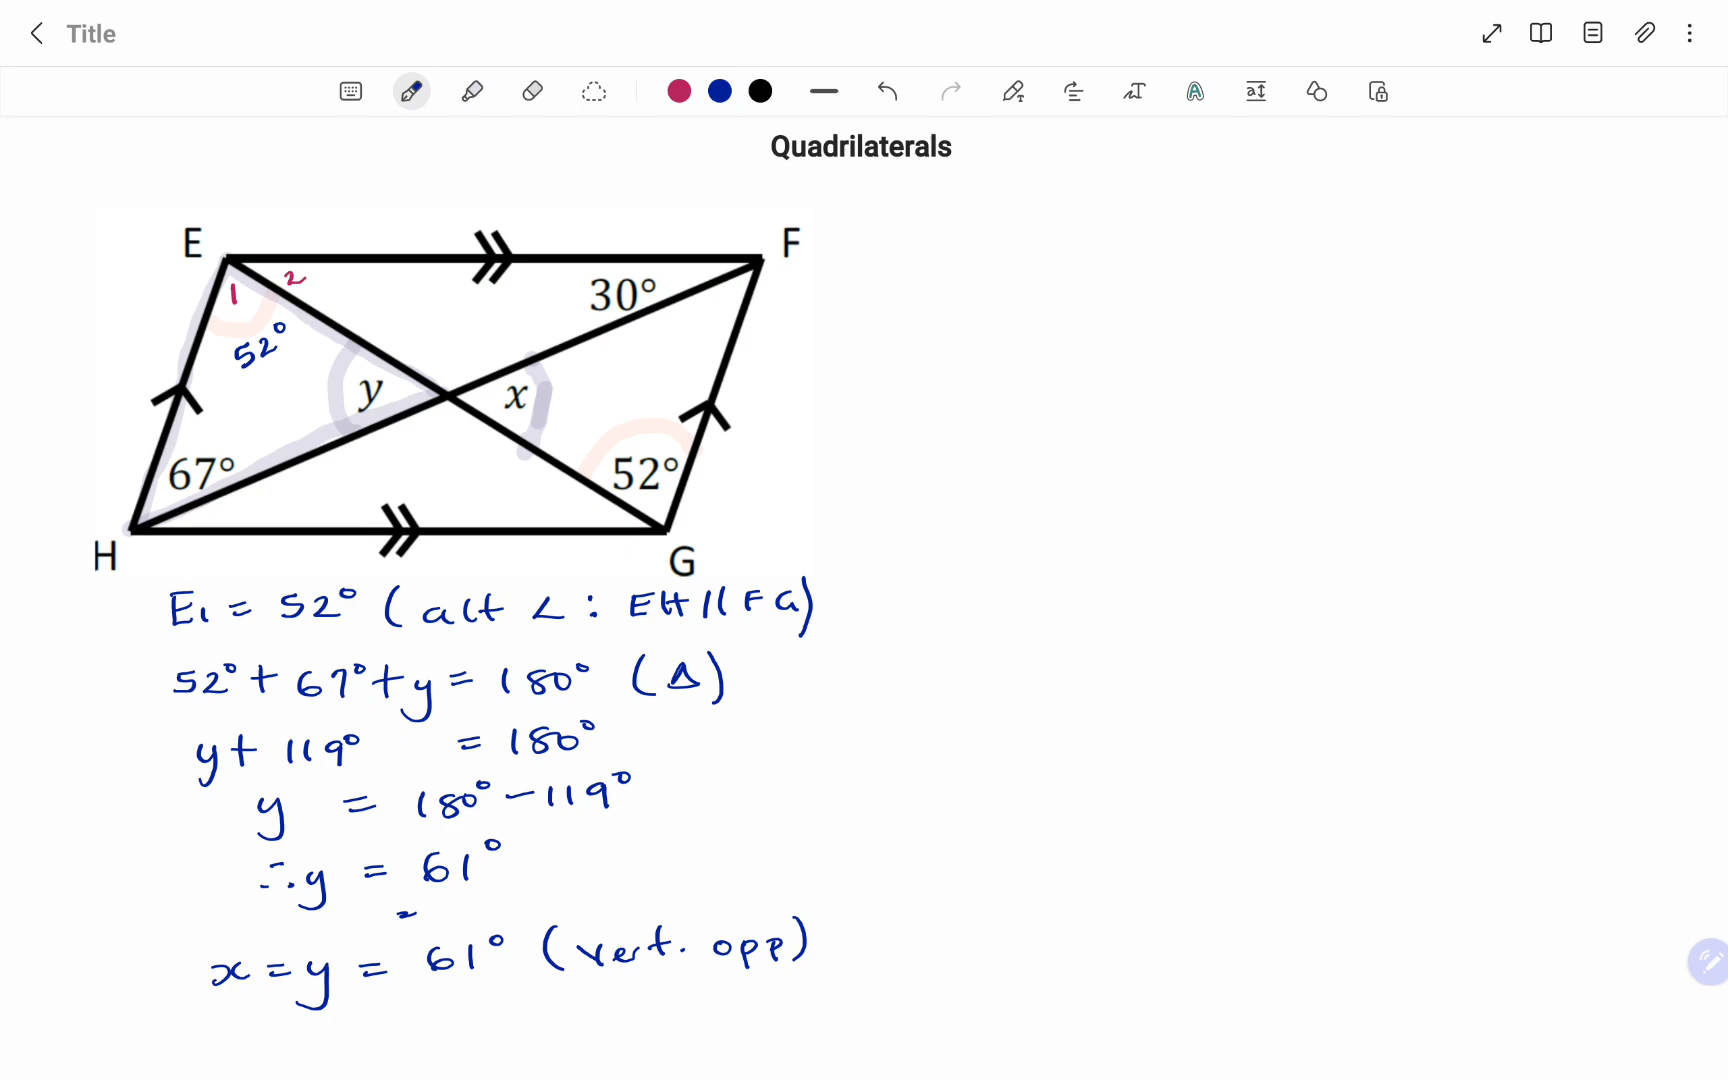 Title
Quadrilaterals
E F
1 2 30°
52°
y x
67° 52°
H G
E1 = 52° (alt ∠ : EH // FG)
52° + 67° + y = 180° (Δ)
y + 119° = 180°
y = 180° - 119°
∴ y = 61°
x = y = 61° (vert. opp)